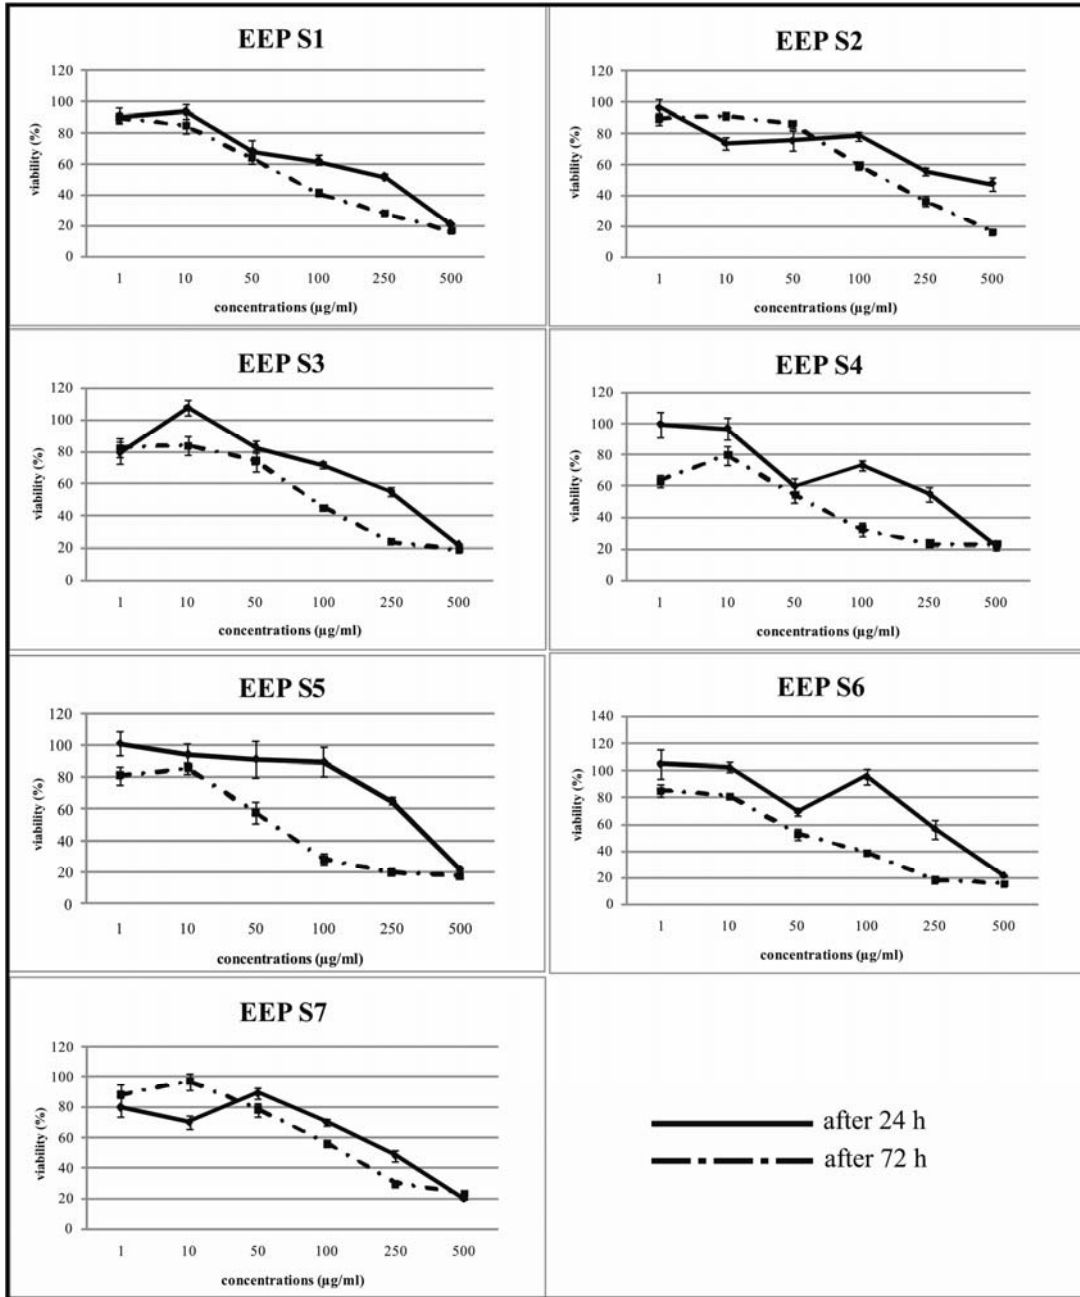 EEP S1
120
100
80
60
40
20
0
viability (%)
1 10 50 100 250 500
concentrations (µg/ml)
EEP S2
120
100
80
60
40
20
0
viability (%)
1 10 50 100 250 500
concentrations (µg/ml)
EEP S3
120
100
80
60
40
20
0
viability (%)
1 10 50 100 250 500
concentrations (µg/ml)
EEP S4
120
100
80
60
40
20
0
viability (%)
1 10 50 100 250 500
concentrations (µg/ml)
EEP S5
120
100
80
60
40
20
0
viability (%)
1 10 50 100 250 500
concentrations (µg/ml)
EEP S6
140
120
100
80
60
40
20
0
viability (%)
1 10 50 100 250 500
concentrations (µg/ml)
EEP S7
120
100
80
60
40
20
0
viability (%)
1 10 50 100 250 500
concentrations (µg/ml)
after 24 h
after 72 h